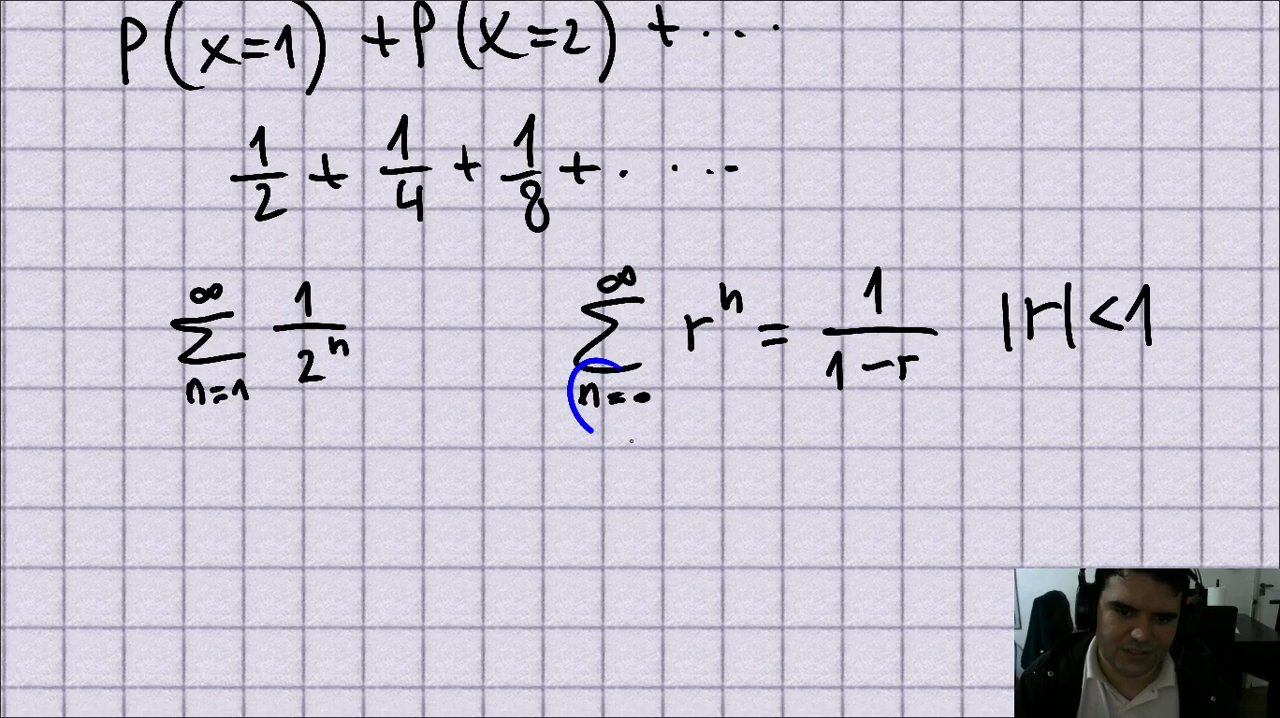 P(x=1) + P(x=2) + ...
1/2 + 1/4 + 1/8 + . ...
∞ ∑ n=1 1/2^n ∞ ∑ n=0 r^n = 1/(1-r) |r| < 1